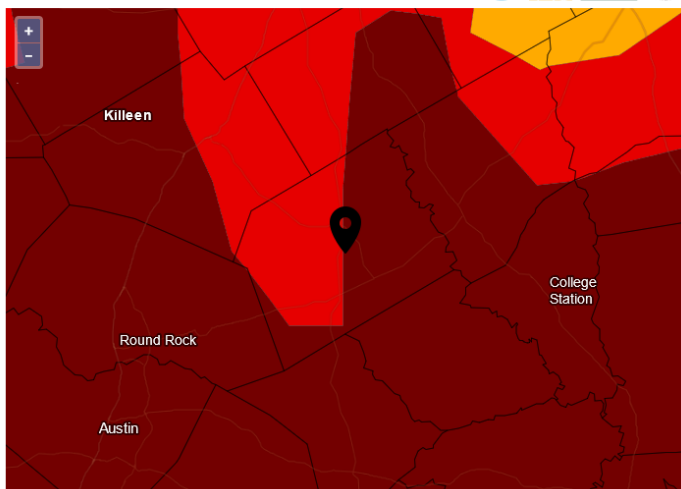 +
−
Killeen
College
Station
Round Rock
Austin